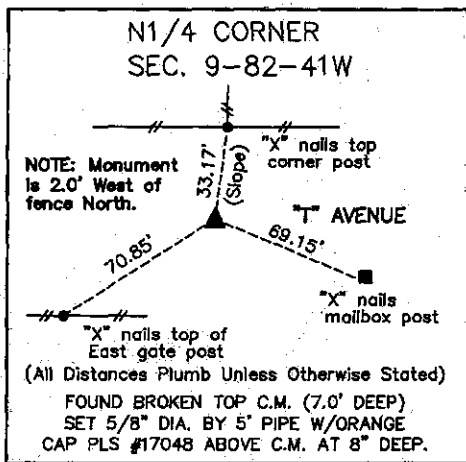 N1/4 CORNER
SEC. 9-82-41W
"X" nails top
corner post
NOTE: Monument
is 2.0' West of
fence North.
33.17'
(Slope)
"T" AVENUE
70.85'
69.15'
"X" nails
mailbox post
"X" nails top of
East gate post
(All Distances Plumb Unless Otherwise Stated)
FOUND BROKEN TOP C.M. (7.0' DEEP)
SET 5/8" DIA. BY 5' PIPE W/ORANGE
CAP PLS #17048 ABOVE C.M. AT 8" DEEP.